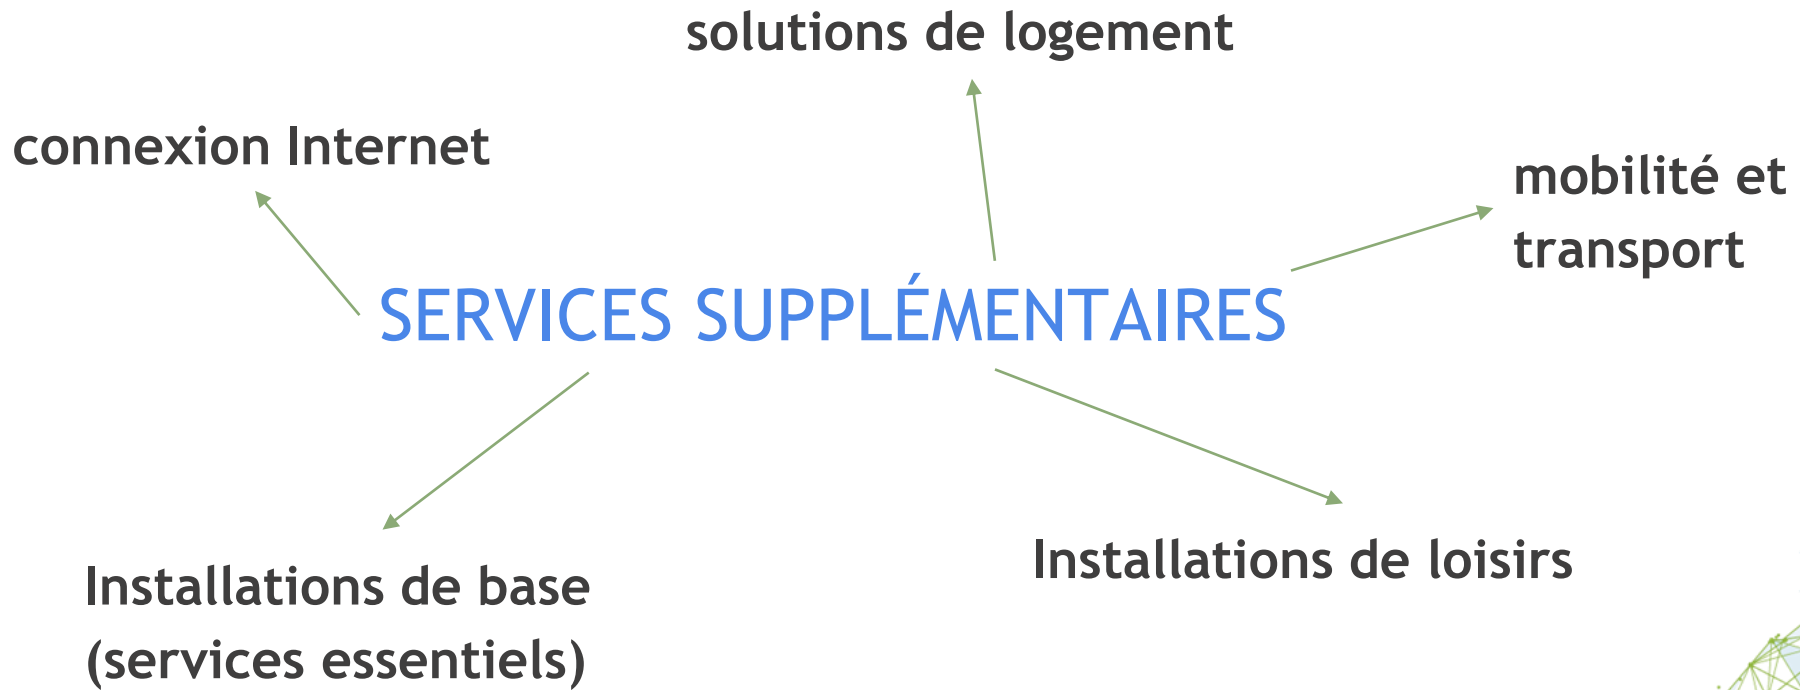 solutions de logement
connexion Internet
mobilité et
transport
SERVICES SUPPLÉMENTAIRES
Installations de loisirs
Installations de base
(services essentiels)